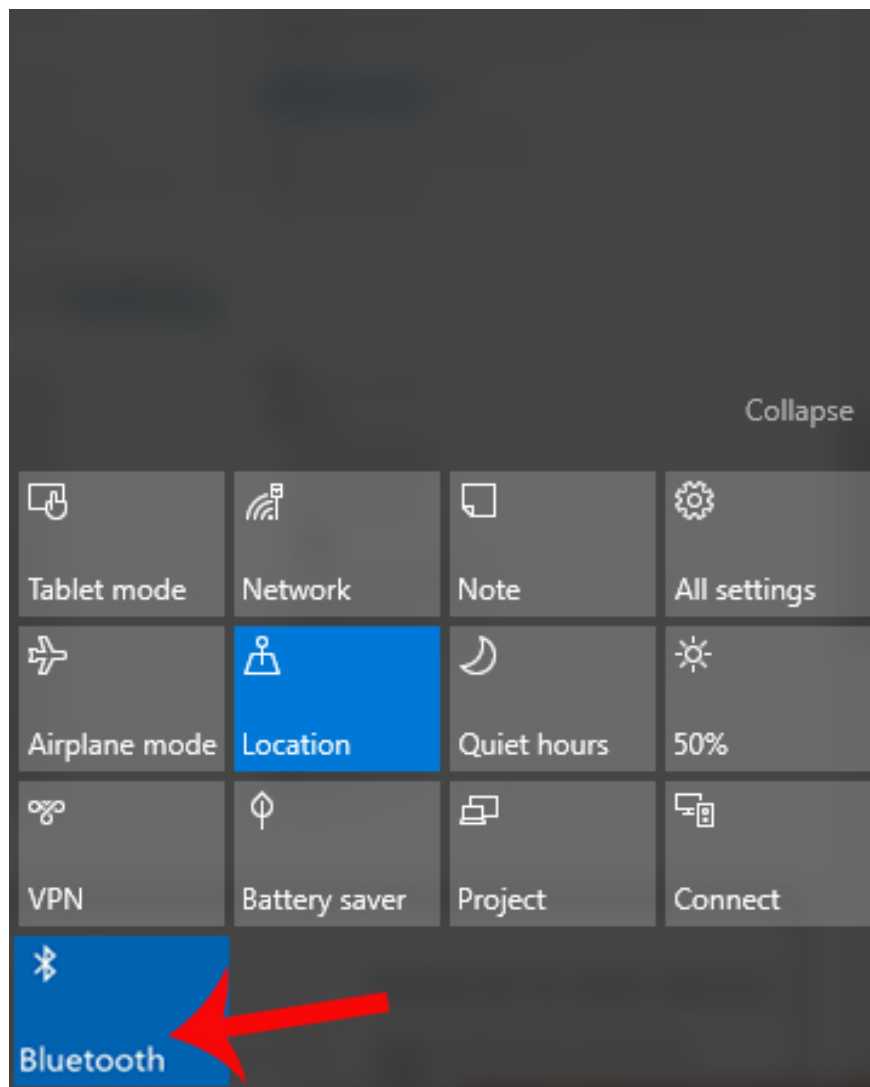 Collapse
Tablet mode
Network
Note
All settings
Airplane mode
Location
Quiet hours
50%
VPN
Battery saver
Project
Connect
Bluetooth